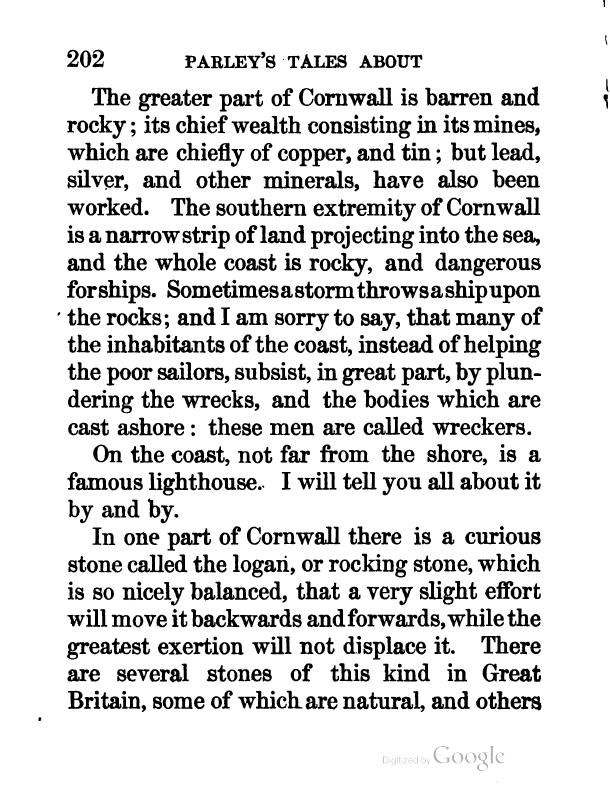 202 PARLEY'S TALES ABOUT
The greater part of Cornwall is barren and
rocky; its chief wealth consisting in its mines,
which are chiefly of copper, and tin; but lead,
silver, and other minerals, have also been
worked. The southern extremity of Cornwall
is a narrow strip of land projecting into the sea,
and the whole coast is rocky, and dangerous
for ships. Sometimes a storm throws a ship upon
the rocks; and I am sorry to say, that many of
the inhabitants of the coast, instead of helping
the poor sailors, subsist, in great part, by plun-
dering the wrecks, and the bodies which are
cast ashore: these men are called wreckers.
On the coast, not far from the shore, is a
famous lighthouse. I will tell you all about it
by and by.
In one part of Cornwall there is a curious
stone called the logan, or rocking stone, which
is so nicely balanced, that a very slight effort
will move it backwards and forwards, while the
greatest exertion will not displace it. There
are several stones of this kind in Great
Britain, some of which are natural, and others
Digitized by Google